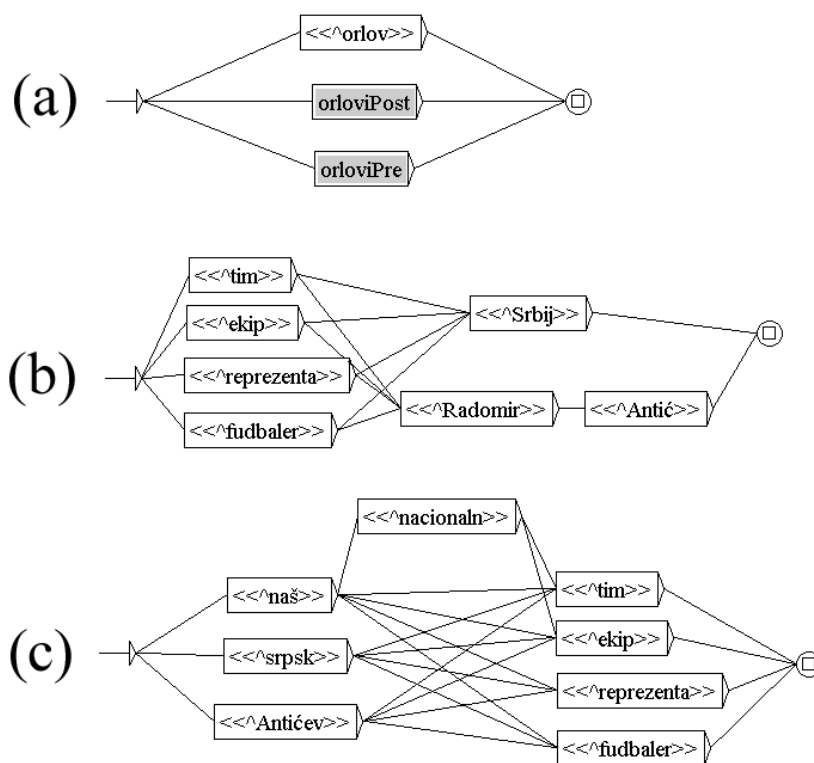 <<^orlov>>
(a)
orloviPost
orloviPre
<<^tim>>
<<^Srbij>>
<<^ekip>>
(b)
<<^reprezenta>>
<<^Radomir>>
<<^Antić>>
<<^fudbaler>>
<<^nacionaln>>
<<^naš>>
<<^tim>>
(c)
<<^srpsk>>
<<^ekip>>
<<^reprezenta>>
<<^Antićev>>
<<^fudbaler>>